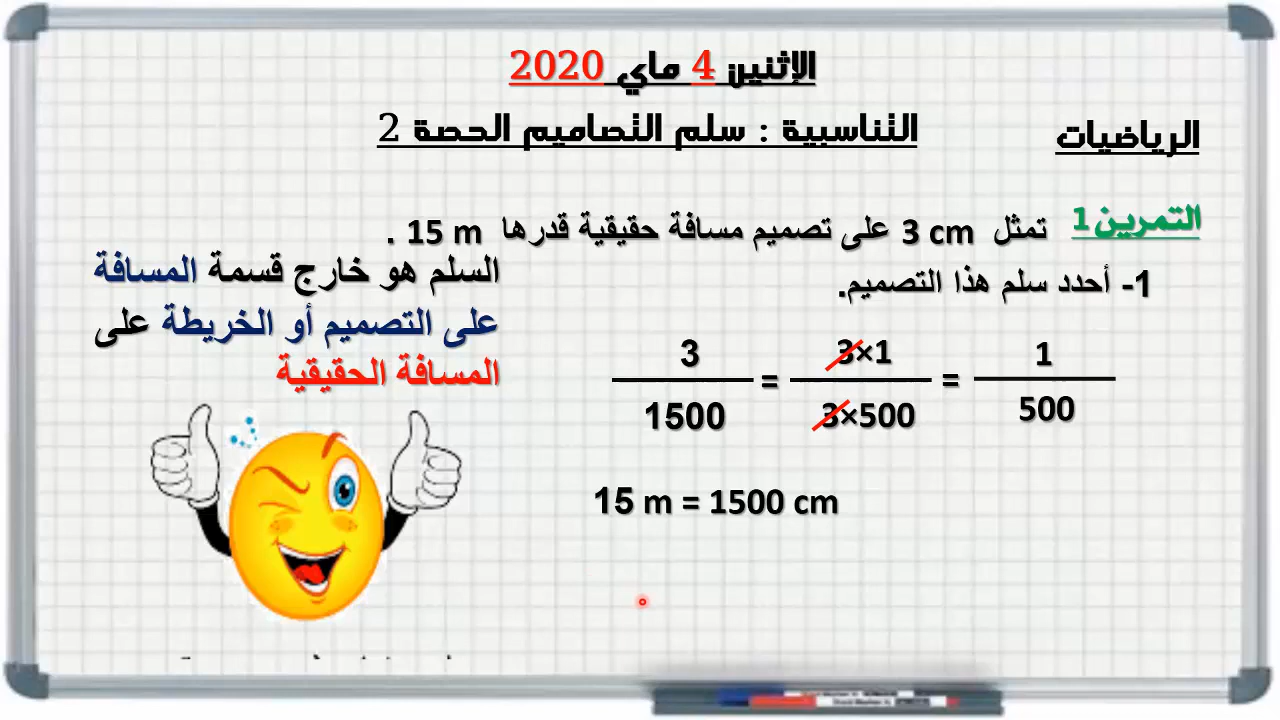 الإثنين 4 ماي 2020
الرياضيات
التناسبية : سلم التصاميم الحصة 2
التمرين1 تمثل 3 cm على تصميم مسافة حقيقية قدرها 15 m .
1- أحدد سلم هذا التصميم.
السلم هو خارج قسمة المسافة
على التصميم أو الخريطة على
المسافة الحقيقية
3 3×1 1
= =
1500 3×500 500
15 m = 1500 cm